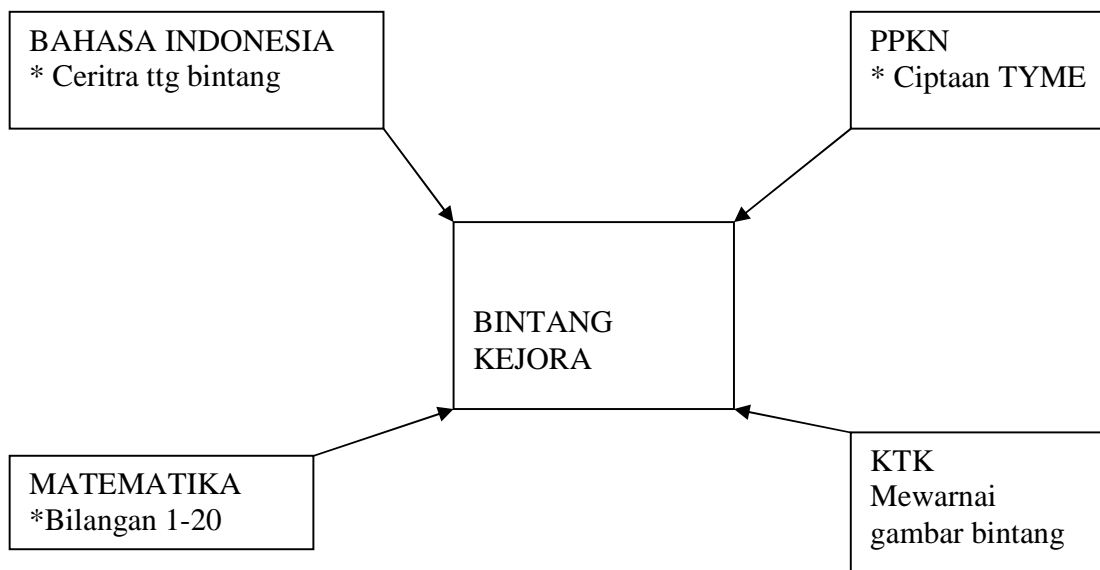 BAHASA INDONESIA
* Ceritra ttg bintang
PPKN
* Ciptaan TYME
BINTANG
KEJORA
MATEMATIKA
*Bilangan 1-20
KTK
Mewarnai
gambar bintang